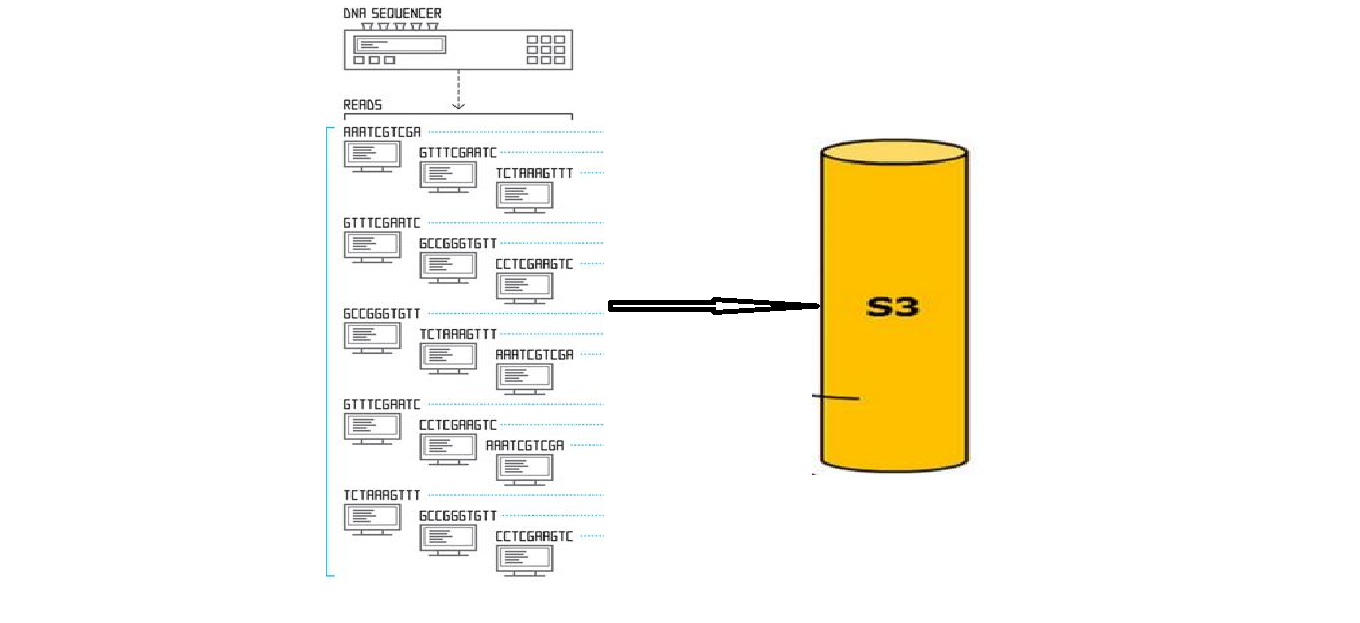 DNA SEQUENCER
READS
AAATCGTCGA
GTTTCGAATC
TCTAAAGTTT
GTTTCGAATC
GCCGGGTGTT
CCTCGAAGTC
S3
GCCGGGTGTT
TCTAAAGTTT
AAATCGTCGA
GTTTCGAATC
CCTCGAAGTC
AAATCGTCGA
TCTAAAGTTT
GCCGGGTGTT
CCTCGAAGTC